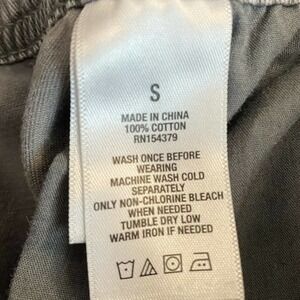 S
MADE IN CHINA
100% COTTON
RN154379
WASH ONCE BEFORE
WEARING
MACHINE WASH COLD
SEPARATELY
ONLY NON-CHLORINE BLEACH
WHEN NEEDED
TUMBLE DRY LOW
WARM IRON IF NEEDED